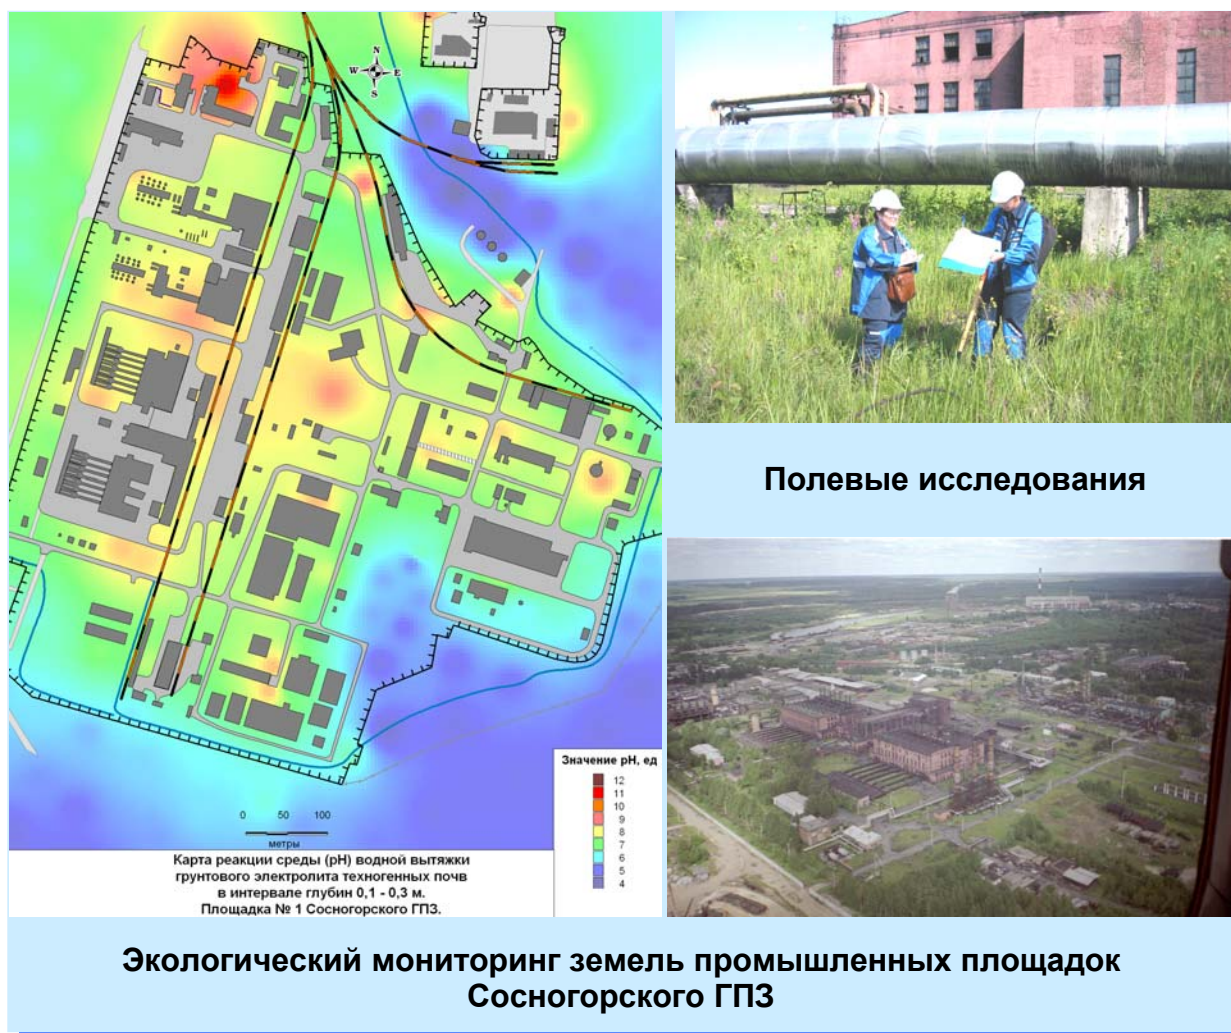 N
W E
S
Значение pH, ед
12
11
10
9
8
7
6
5
4
0 50 100
метры
Карта реакции среды (pH) водной вытяжки
грунтового электролита техногенных почв
в интервале глубин 0,1 - 0,3 м.
Площадка № 1 Сосногорского ГПЗ.
Полевые исследования
Экологический мониторинг земель промышленных площадок
Сосногорского ГПЗ